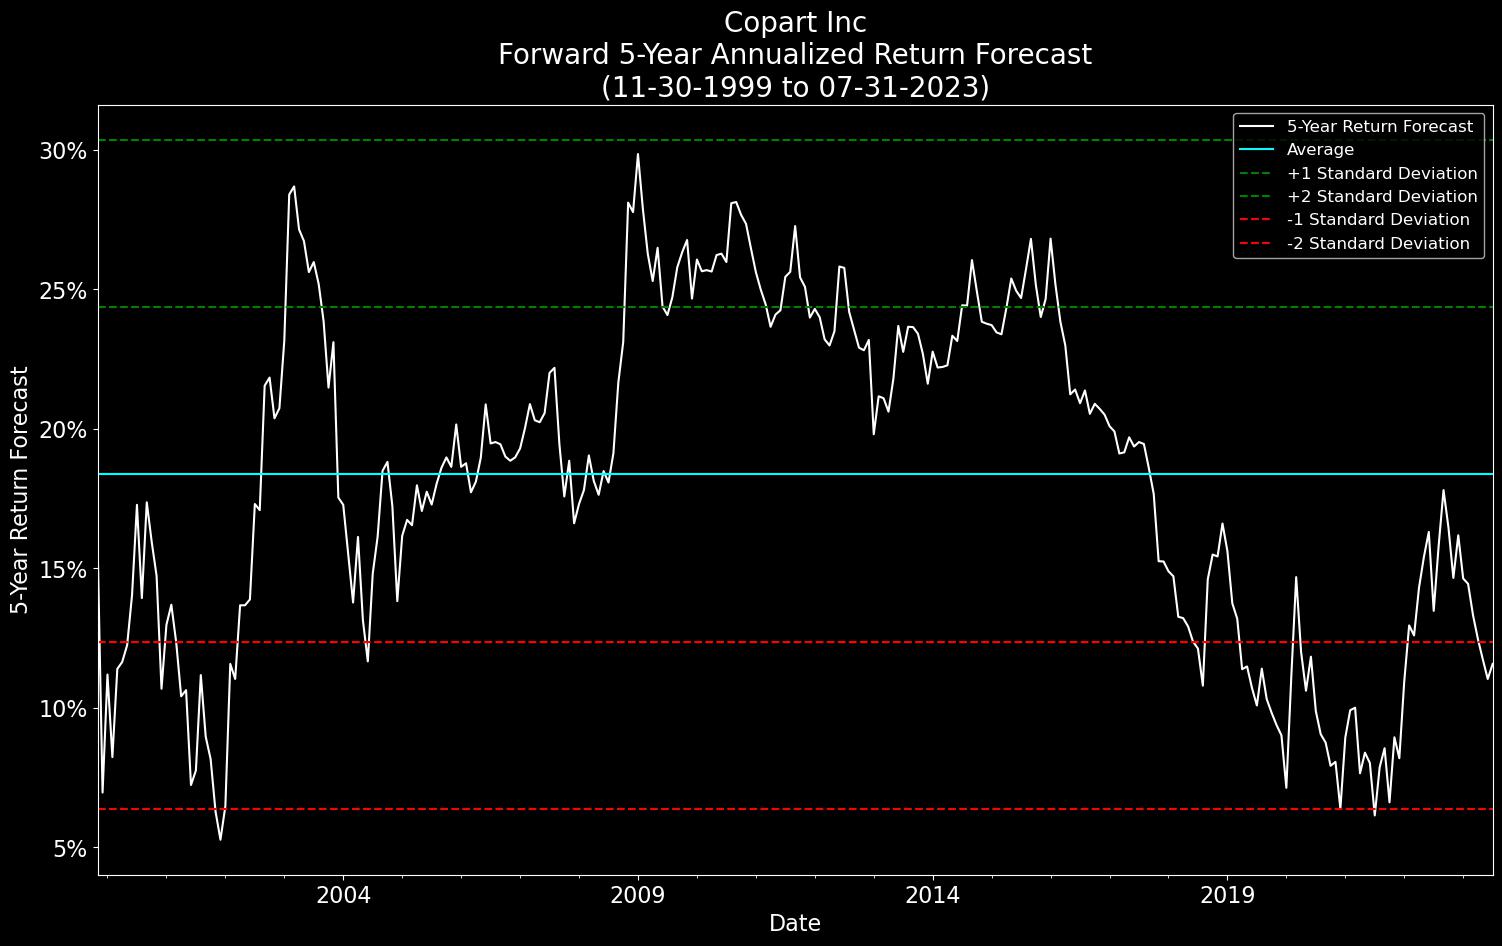 Copart Inc
Forward 5-Year Annualized Return Forecast
(11-30-1999 to 07-31-2023)
5-Year Return Forecast
Average
+1 Standard Deviation
+2 Standard Deviation
-1 Standard Deviation
-2 Standard Deviation
30%
25%
20%
15%
10%
5%
5-Year Return Forecast
2004
2009
2014
2019
Date